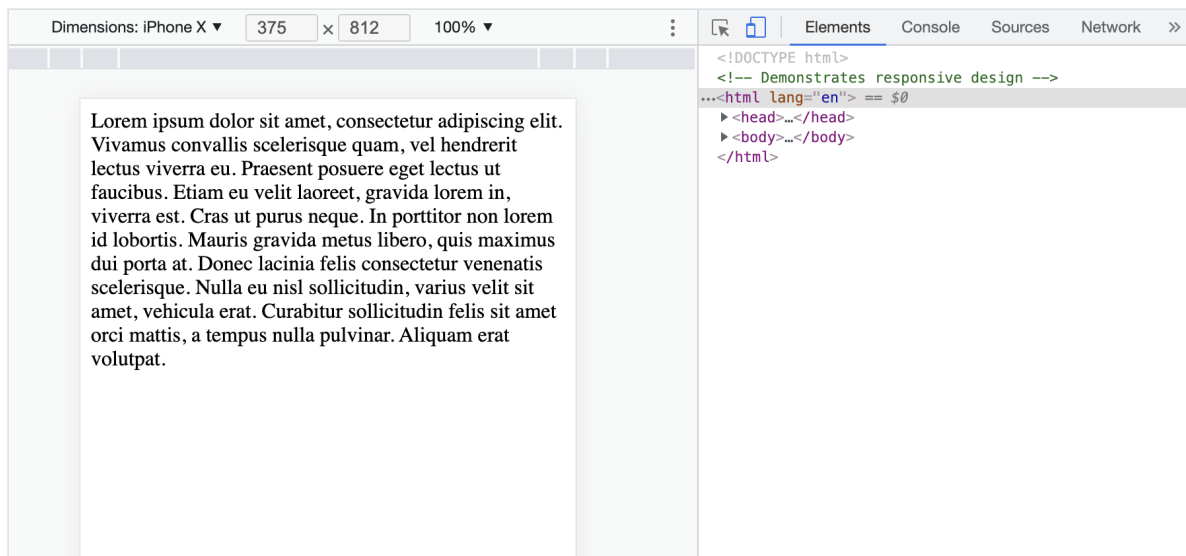 Dimensions: iPhone X ▼ 375 × 812 100% ▼
Elements Console Sources Network »
<!DOCTYPE html>
<!-- Demonstrates responsive design -->
…<html lang="en"> == $0
▶<head>…</head>
▶<body>…</body>
</html>
Lorem ipsum dolor sit amet, consectetur adipiscing elit.
Vivamus convallis scelerisque quam, vel hendrerit
lectus viverra eu. Praesent posuere eget lectus ut
faucibus. Etiam eu velit laoreet, gravida lorem in,
viverra est. Cras ut purus neque. In porttitor non lorem
id lobortis. Mauris gravida metus libero, quis maximus
dui porta at. Donec lacinia felis consectetur venenatis
scelerisque. Nulla eu nisl sollicitudin, varius velit sit
amet, vehicula erat. Curabitur sollicitudin felis sit amet
orci mattis, a tempus nulla pulvinar. Aliquam erat
volutpat.